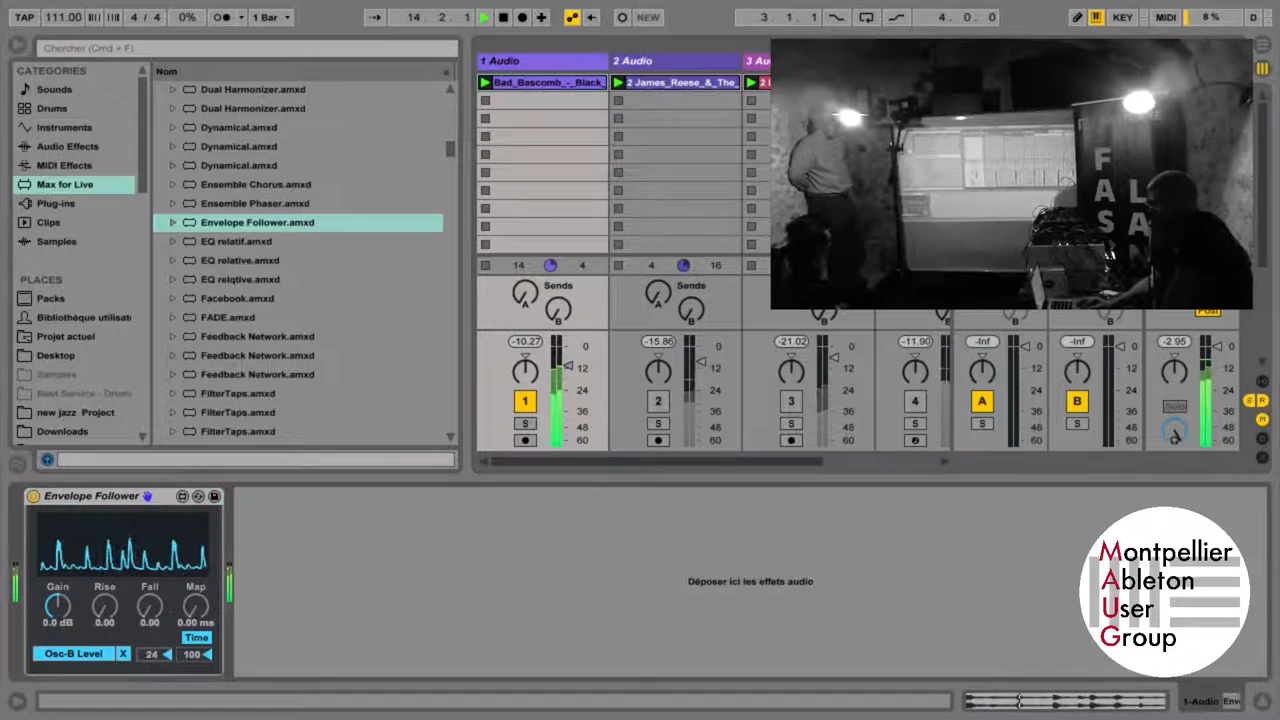 TAP 111.00 4 / 4 0% 1 Bar 14. 2. 1 NEW 3. 1. 1 4. 0. 0 KEY MIDI 8 % D
Chercher (Cmd + F)
CATEGORIES
Sounds
Drums
Instruments
Audio Effects
MIDI Effects
Max for Live
Plug-ins
Clips
Samples
PLACES
Packs
Bibliothèque utilisat
Projet actuel
Desktop
Samples
Best Service - Drum
new jazz Project
Downloads
Nom
Dual Harmonizer.amxd
Dual Harmonizer.amxd
Dynamical.amxd
Dynamical.amxd
Dynamical.amxd
Ensemble Chorus.amxd
Ensemble Phaser.amxd
Envelope Follower.amxd
EQ relatif.amxd
EQ relative.amxd
EQ relqtive.amxd
Facebook.amxd
FADE.amxd
Feedback Network.amxd
Feedback Network.amxd
Feedback Network.amxd
FilterTaps.amxd
FilterTaps.amxd
FilterTaps.amxd
1 Audio 2 Audio 3 Au
Bad_Bascomb_-_Black_ 2 James_Reese_&_The_
14 4 4 16
Sends Sends
A B A B
Post
-10.27 -15.86 -21.02 -11.90 -Inf -Inf -2.95
0 0 0 0 0 0
12 12 12 12 12 12
24 24 24 24 24 24
36 36 36 36 36 36
48 48 48 48 48 48
60 60 60 60 60 60
1 2 3 4 A B Solo
S S S S S S
Envelope Follower
Gain Rise Fall Map
0.0 dB 0.00 0.00 0.00 ms
Time
Osc-B Level X 24 100
Déposer ici les effets audio
Montpellier
Ableton
User
Group
1-Audio